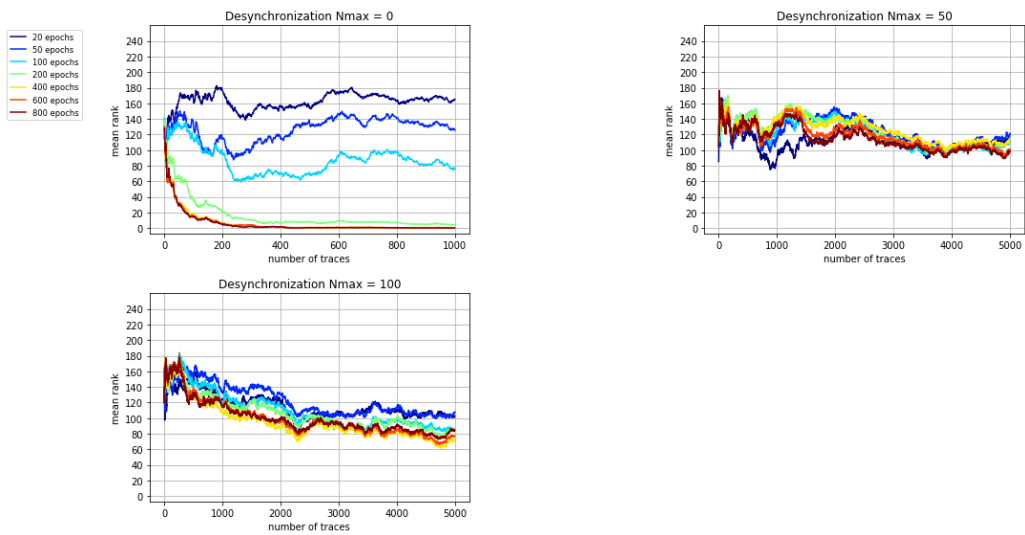 20 epochs
50 epochs
100 epochs
200 epochs
400 epochs
600 epochs
800 epochs
Desynchronization Nmax = 0
240
220
200
180
160
140
120
100
80
60
40
20
0
mean rank
0 200 400 600 800 1000
number of traces
Desynchronization Nmax = 50
240
220
200
180
160
140
120
100
80
60
40
20
0
mean rank
0 1000 2000 3000 4000 5000
number of traces
Desynchronization Nmax = 100
240
220
200
180
160
140
120
100
80
60
40
20
0
mean rank
0 1000 2000 3000 4000 5000
number of traces